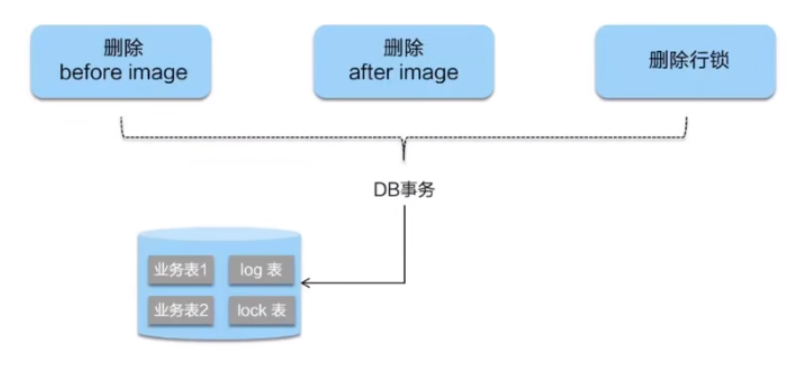 删除
before image
删除
after image
删除行锁
DB事务
业务表1
log 表
业务表2
lock 表